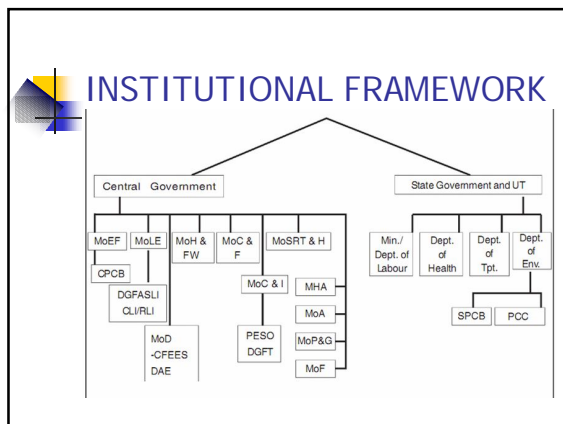 INSTITUTIONAL FRAMEWORK
Central Government
State Government and UT
MoEF
MoLE
MoH &
FW
MoC &
F
MoSRT & H
Min./
Dept. of
Labour
Dept.
of
Health
Dept.
of
Tpt.
Dept.
of
Env.
CPCB
DGFASLI
CLI/RLI
MoC & I
MHA
MoA
MoP&G
MoF
MoD
-CFEES
DAE
PESO
DGFT
SPCB
PCC